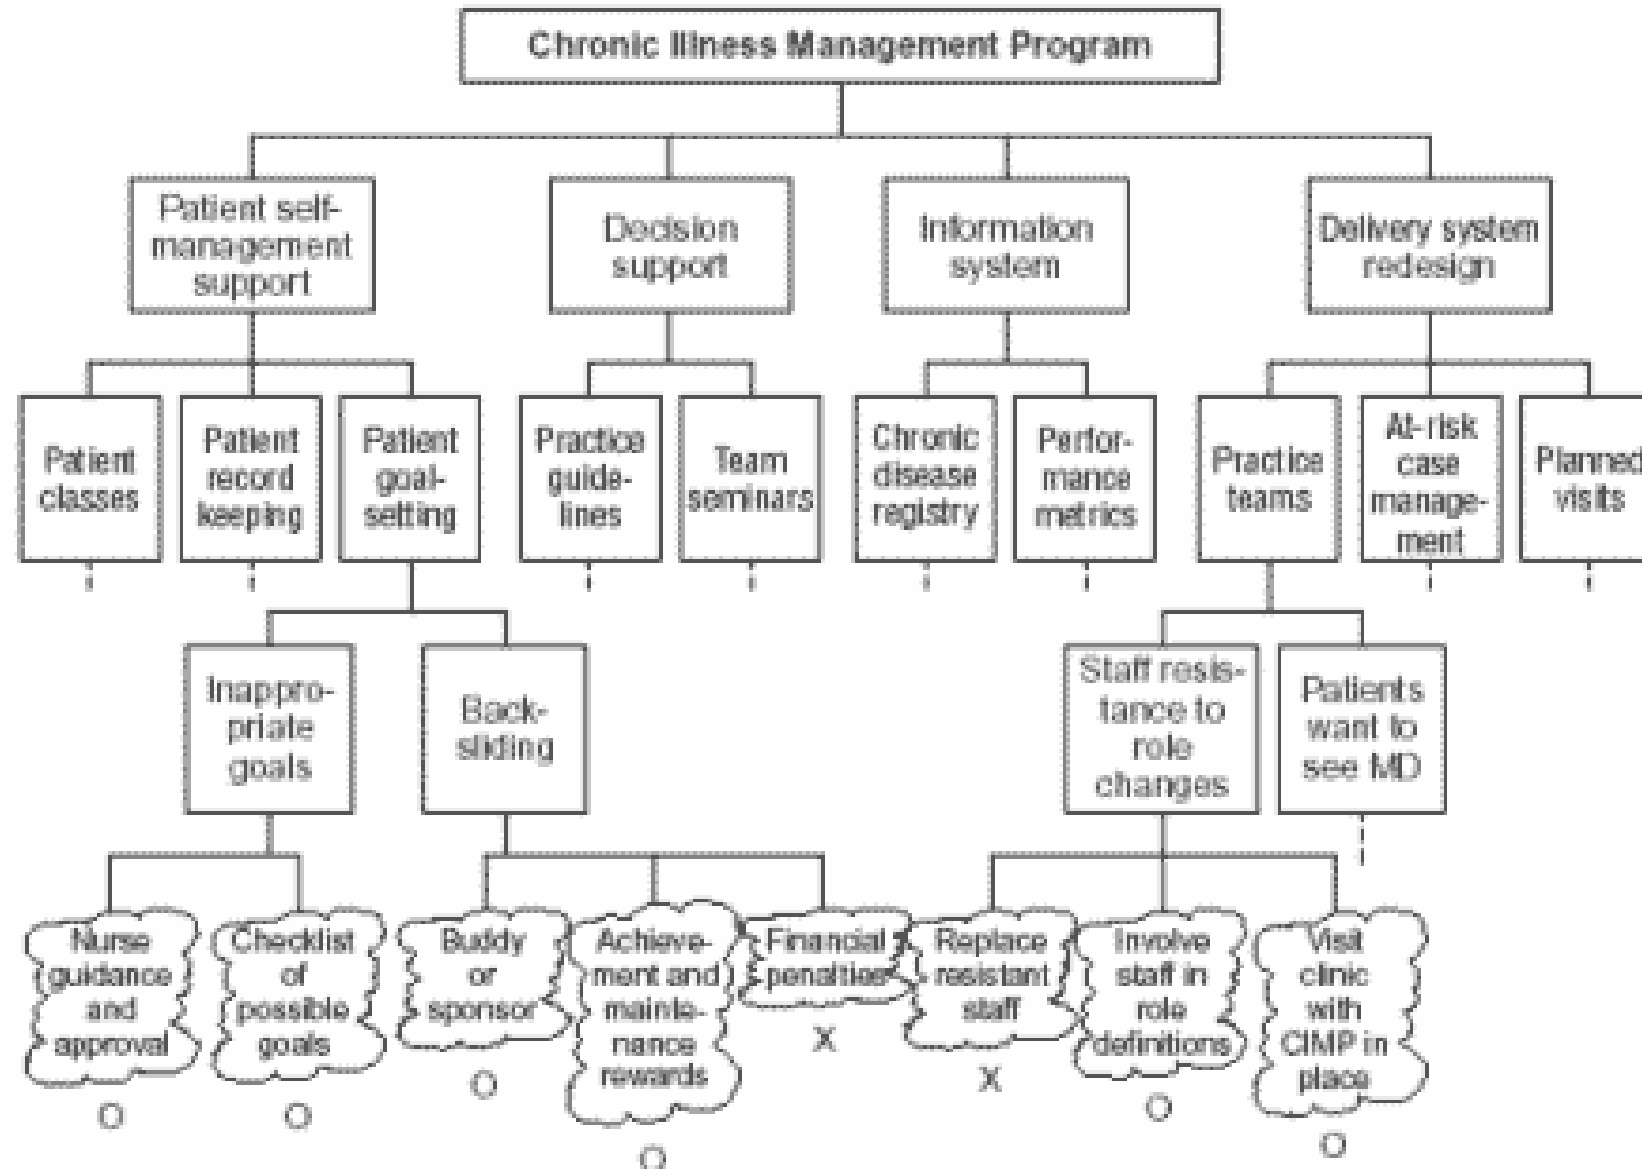 Chronic Illness Management Program
Patient self-
management
support
Decision
support
Information
system
Delivery system
redesign
Patient
classes
Patient
record
keeping
Patient
goal-
setting
Practice
guide-
lines
Team
seminars
Chronic
disease
registry
Perfor-
mance
metrics
Practice
teams
At-risk
case
manage-
ment
Planned
visits
Inappro-
priate
goals
Back-
sliding
Staff resis-
tance to
role
changes
Patients
want to
see MD
Nurse
guidance
and
approval
O
Checklist
of
possible
goals
O
Buddy
or
sponsor
O
Achieve-
ment and
mainte-
nance
rewards
O
Financial
penalties
X
Replace
resistant
staff
X
Involve
staff in
role
definitions
O
Visit
clinic
with
CIMP in
place
O